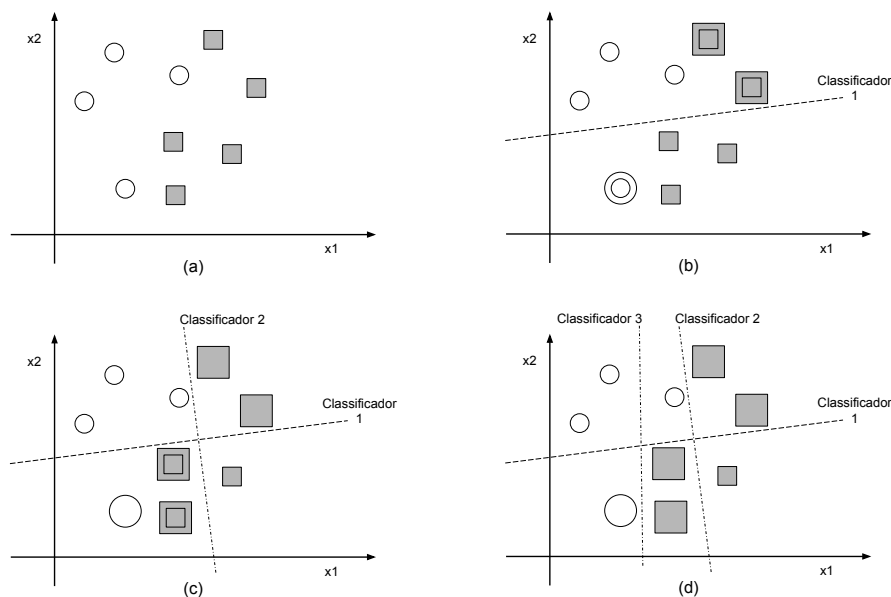 x2
x1
(a)
x2
Classificador
1
x1
(b)
Classificador 2
x2
Classificador
1
x1
(c)
Classificador 3
Classificador 2
x2
Classificador
1
x1
(d)